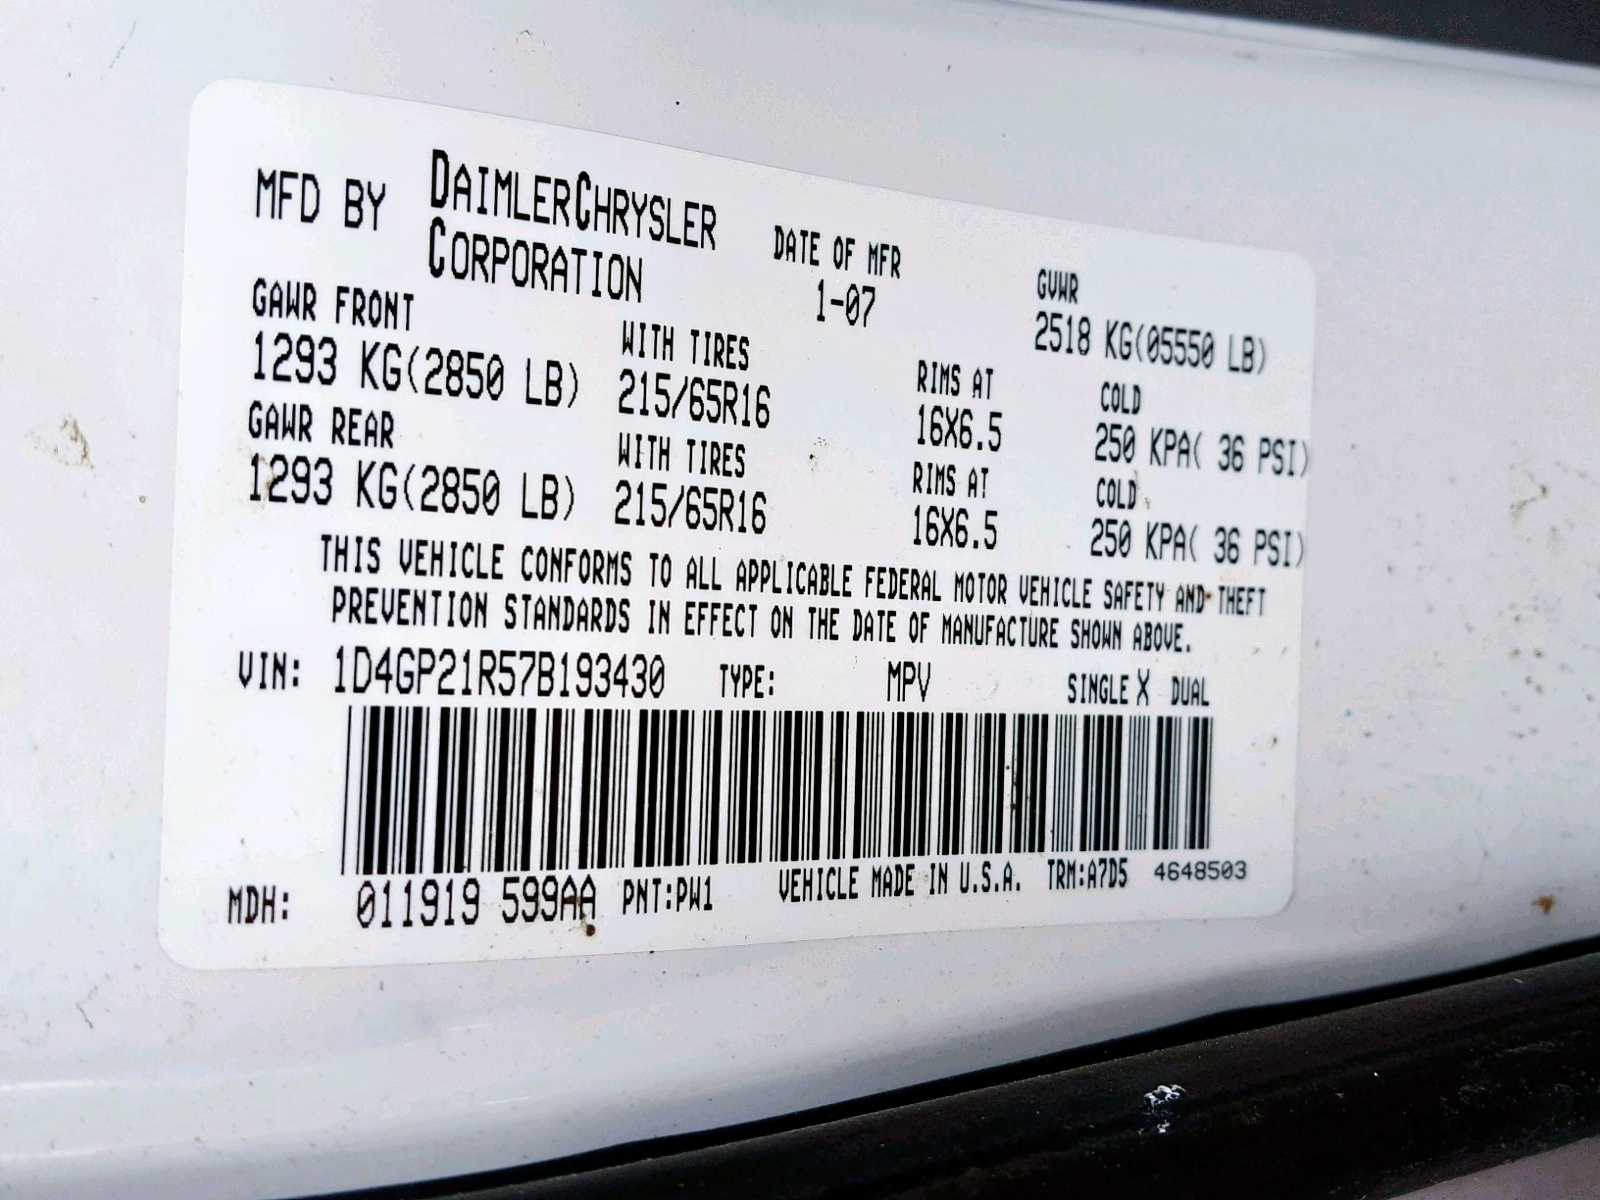 MFD BY DAIMLERCHRYSLER CORPORATION DATE OF MFR 1-07 GVWR 2518 KG(05550 LB)
GAWR FRONT WITH TIRES RIMS AT COLD
1293 KG(2850 LB) 215/65R16 16X6.5 250 KPA( 36 PSI)
GAWR REAR WITH TIRES RIMS AT COLD
1293 KG(2850 LB) 215/65R16 16X6.5 250 KPA( 36 PSI)
THIS VEHICLE CONFORMS TO ALL APPLICABLE FEDERAL MOTOR VEHICLE SAFETY AND THEFT
PREVENTION STANDARDS IN EFFECT ON THE DATE OF MANUFACTURE SHOWN ABOVE.
VIN: 1D4GP21R57B193430 TYPE: MPV SINGLE X DUAL
MDH: 011919 599AA PNT:PW1 VEHICLE MADE IN U.S.A. TRM:A7D5 4648503